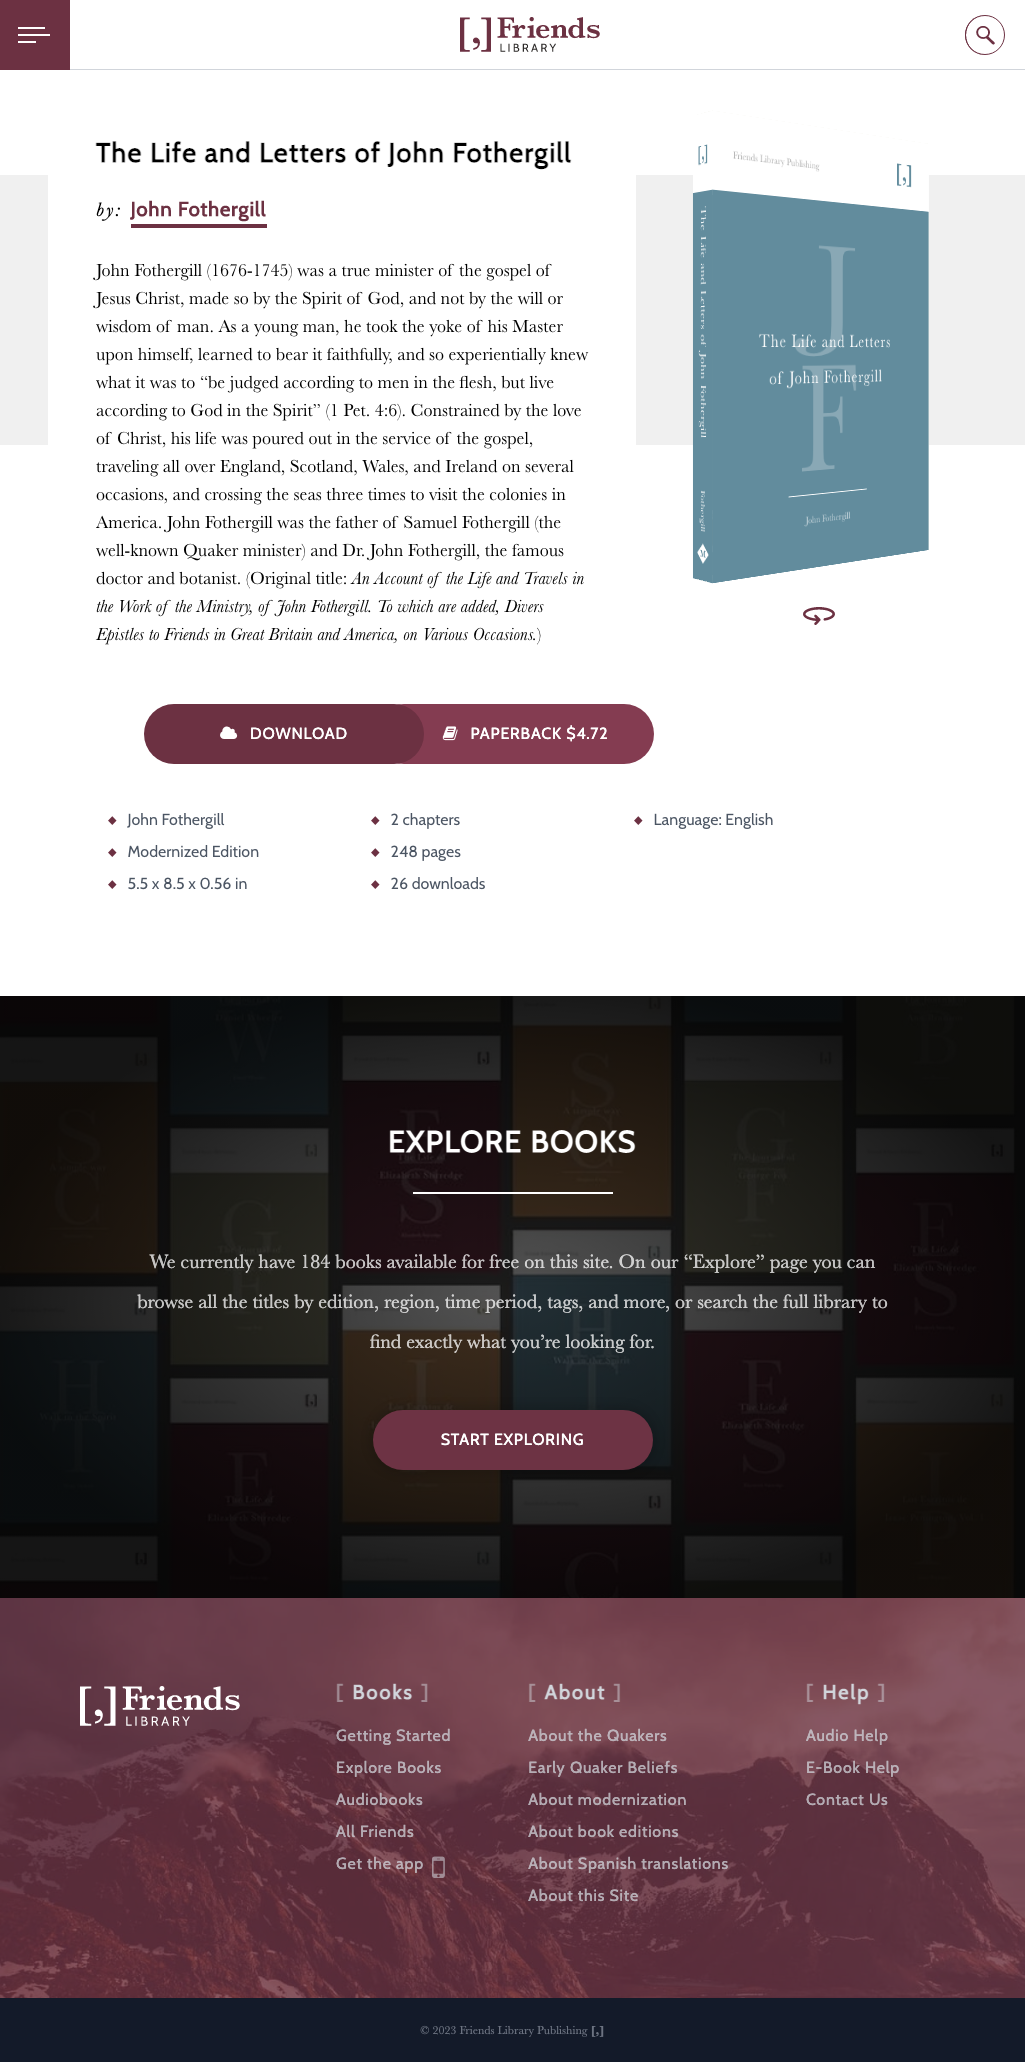 [,] Friends
LIBRARY
The Life and Letters of John Fothergill
by: John Fothergill
John Fothergill (1676-1745) was a true minister of the gospel of
Jesus Christ, made so by the Spirit of God, and not by the will or
wisdom of man. As a young man, he took the yoke of his Master
upon himself, learned to bear it faithfully, and so experientially knew
what it was to “be judged according to men in the flesh, but live
according to God in the Spirit” (1 Pet. 4:6). Constrained by the love
of Christ, his life was poured out in the service of the gospel,
traveling all over England, Scotland, Wales, and Ireland on several
occasions, and crossing the seas three times to visit the colonies in
America. John Fothergill was the father of Samuel Fothergill (the
well-known Quaker minister) and Dr. John Fothergill, the famous
doctor and botanist. (Original title: An Account of the Life and Travels in
the Work of the Ministry, of John Fothergill. To which are added, Divers
Epistles to Friends in Great Britain and America, on Various Occasions.)
[,]
Friends Library Publishing
[,]
The Life and Letters of John Fothergill
Fothergill
M
J
F
The Life and Letters
of John Fothergill
John Fothergill
DOWNLOAD
PAPERBACK $4.72
John Fothergill
Modernized Edition
5.5 x 8.5 x 0.56 in
2 chapters
248 pages
26 downloads
Language: English
EXPLORE BOOKS
We currently have 184 books available for free on this site. On our “Explore” page you can
browse all the titles by edition, region, time period, tags, and more, or search the full library to
find exactly what you’re looking for.
START EXPLORING
[,] Friends
LIBRARY
[ Books ]
Getting Started
Explore Books
Audiobooks
All Friends
Get the app
[ About ]
About the Quakers
Early Quaker Beliefs
About modernization
About book editions
About Spanish translations
About this Site
[ Help ]
Audio Help
E-Book Help
Contact Us
© 2023 Friends Library Publishing [,]